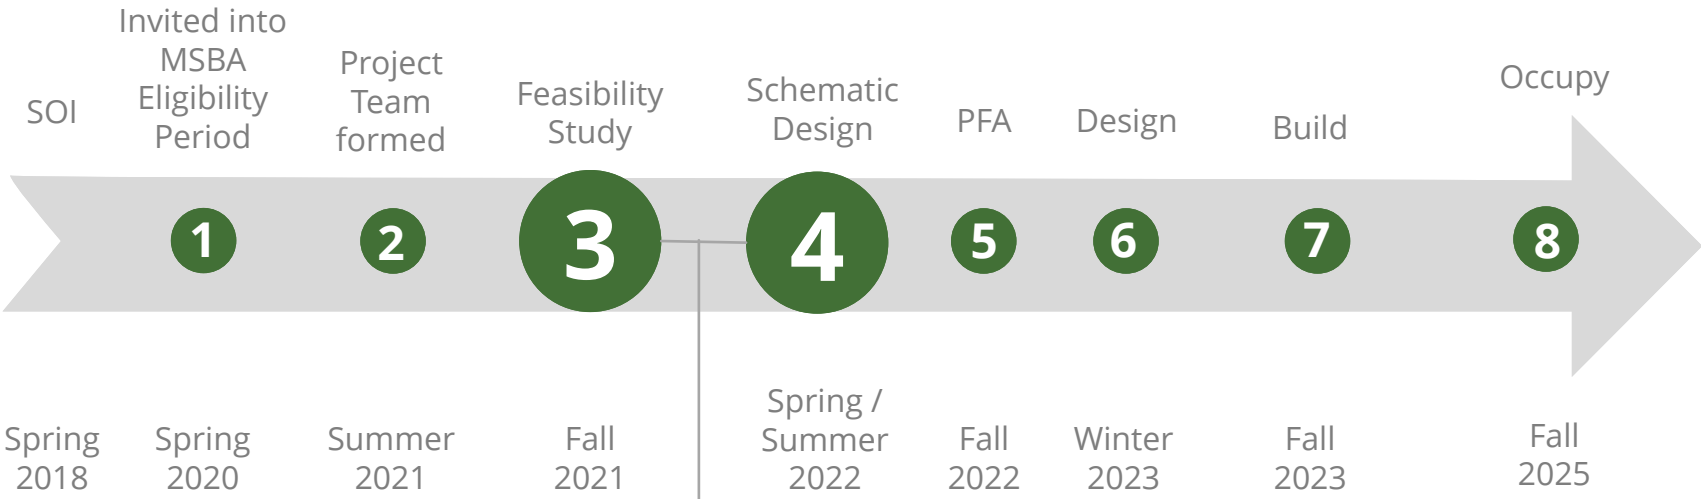 SOI
Invited into
MSBA
Eligibility
Period
Project
Team
formed
Feasibility
Study
Schematic
Design
PFA
Design
Build
Occupy
1
2
3
4
5
6
7
8
Spring
2018
Spring
2020
Summer
2021
Fall
2021
Spring /
Summer
2022
Fall
2022
Winter
2023
Fall
2023
Fall
2025